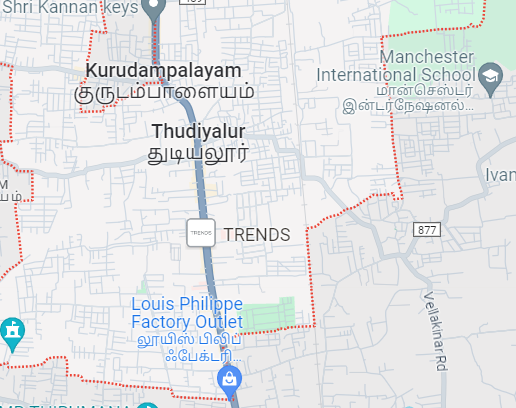 Shri Kannan keys
Kurudampalayam
குருடம்பாளையம்
Manchester
International School
மான்செஸ்டர்
இன்டர்நேஷனல்...
Thudiyalur
துடியலூர்
Ivan
877
TRENDS
TRENDS
Louis Philippe
Factory Outlet
லூயிஸ் பிலிப்
ஃபேக்டரி...
Vellakinar Rd